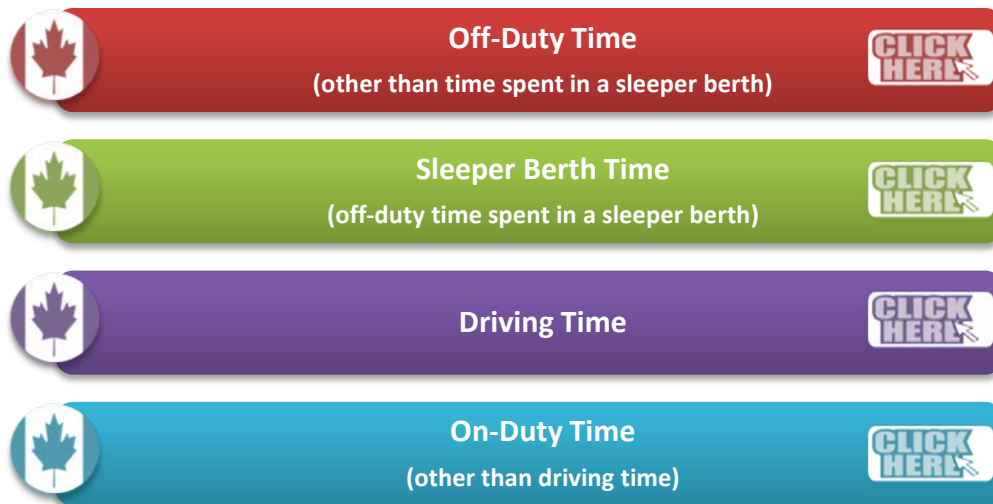 Off-Duty Time
(other than time spent in a sleeper berth)
CLICK
HERE
Sleeper Berth Time
(off-duty time spent in a sleeper berth)
CLICK
HERE
Driving Time
CLICK
HERE
On-Duty Time
(other than driving time)
CLICK
HERE